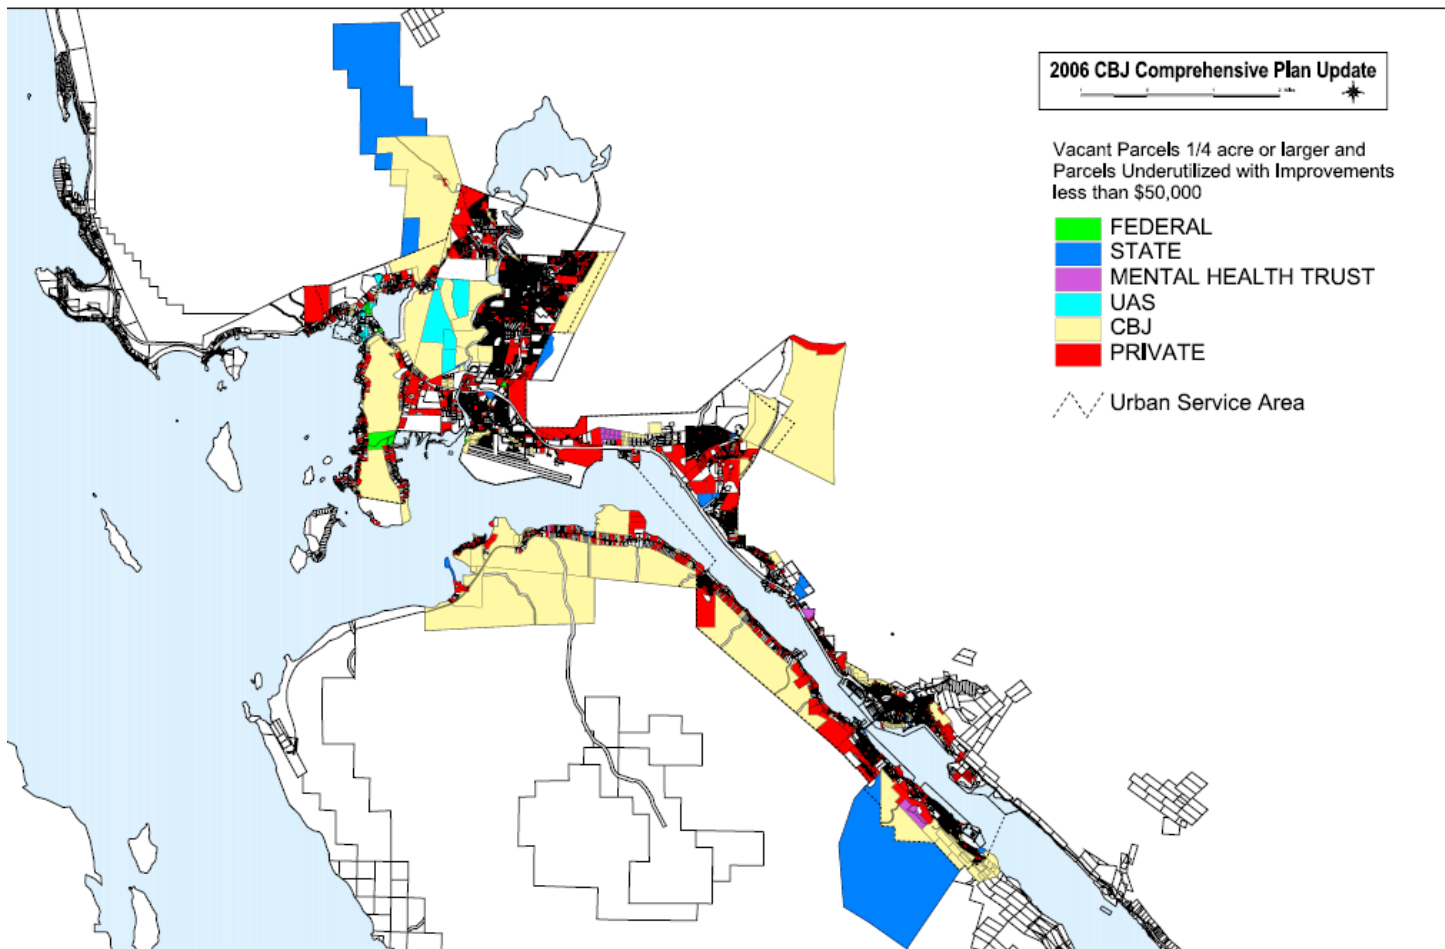 2006 CBJ Comprehensive Plan Update
Vacant Parcels 1/4 acre or larger and
Parcels Underutilized with Improvements
less than $50,000
FEDERAL
STATE
MENTAL HEALTH TRUST
UAS
CBJ
PRIVATE
Urban Service Area